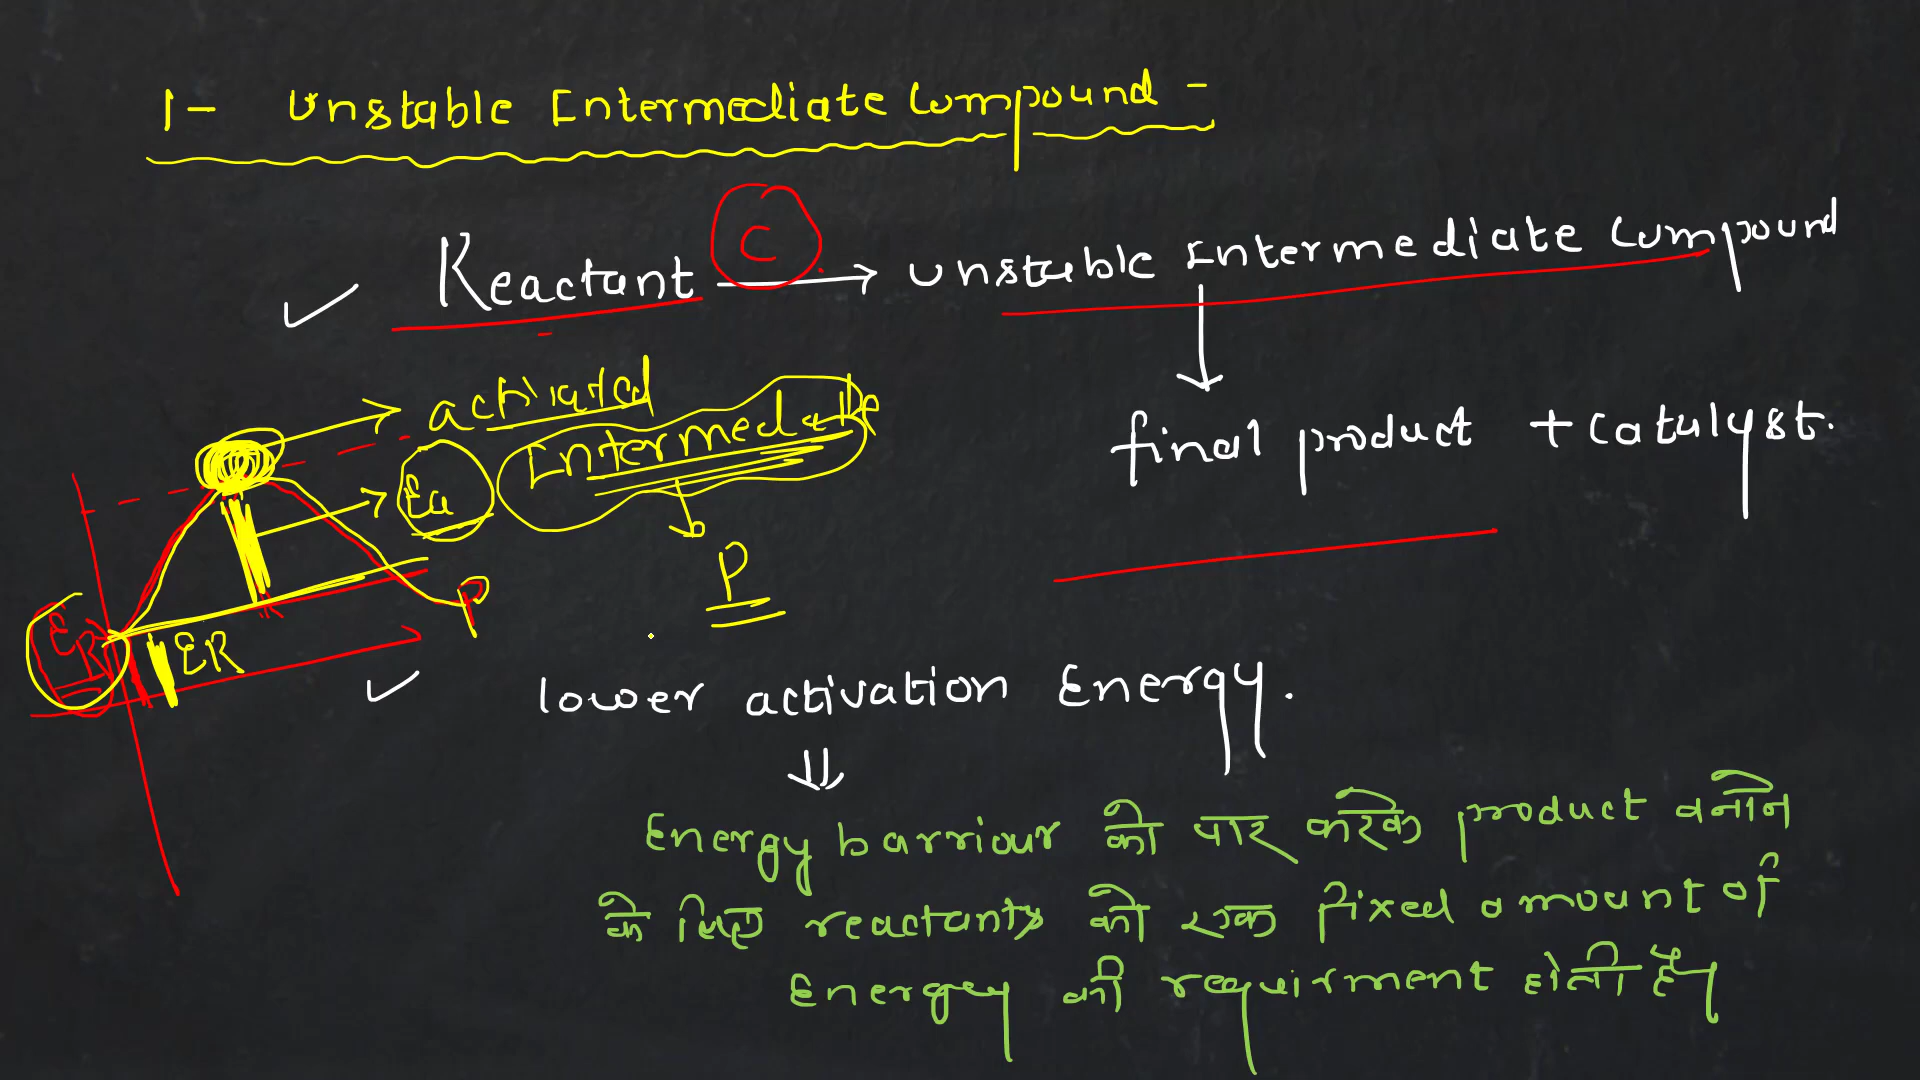 1- Unstable Intermediate Compound -
Reactant C → unstable Intermediate Compound
final product + Catalyst.
activated
Intermediate
Ea
P
P
ER
ER
lower activation Energy.
Energy barriour को पार करके product बनाने
के लिए reactants को एक fixed amount of
Energey की requirment होती है।